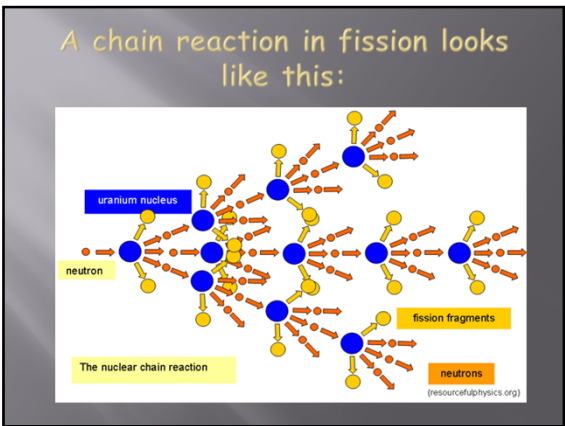 A chain reaction in fission looks
like this:
uranium nucleus
neutron
fission fragments
The nuclear chain reaction
neutrons
(resourcefulphysics.org)